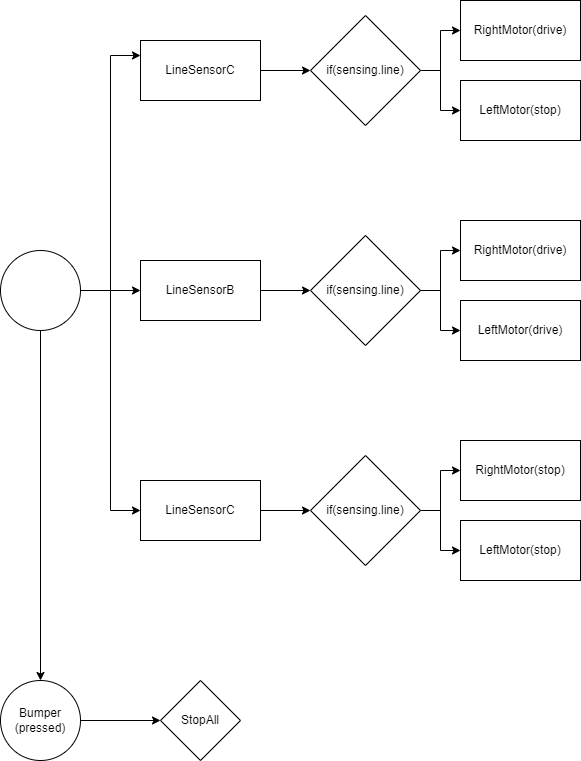 RightMotor(drive)
LineSensorC
if(sensing.line)
LeftMotor(stop)
RightMotor(drive)
LineSensorB
if(sensing.line)
LeftMotor(drive)
RightMotor(stop)
LineSensorC
if(sensing.line)
LeftMotor(stop)
Bumper
(pressed)
StopAll